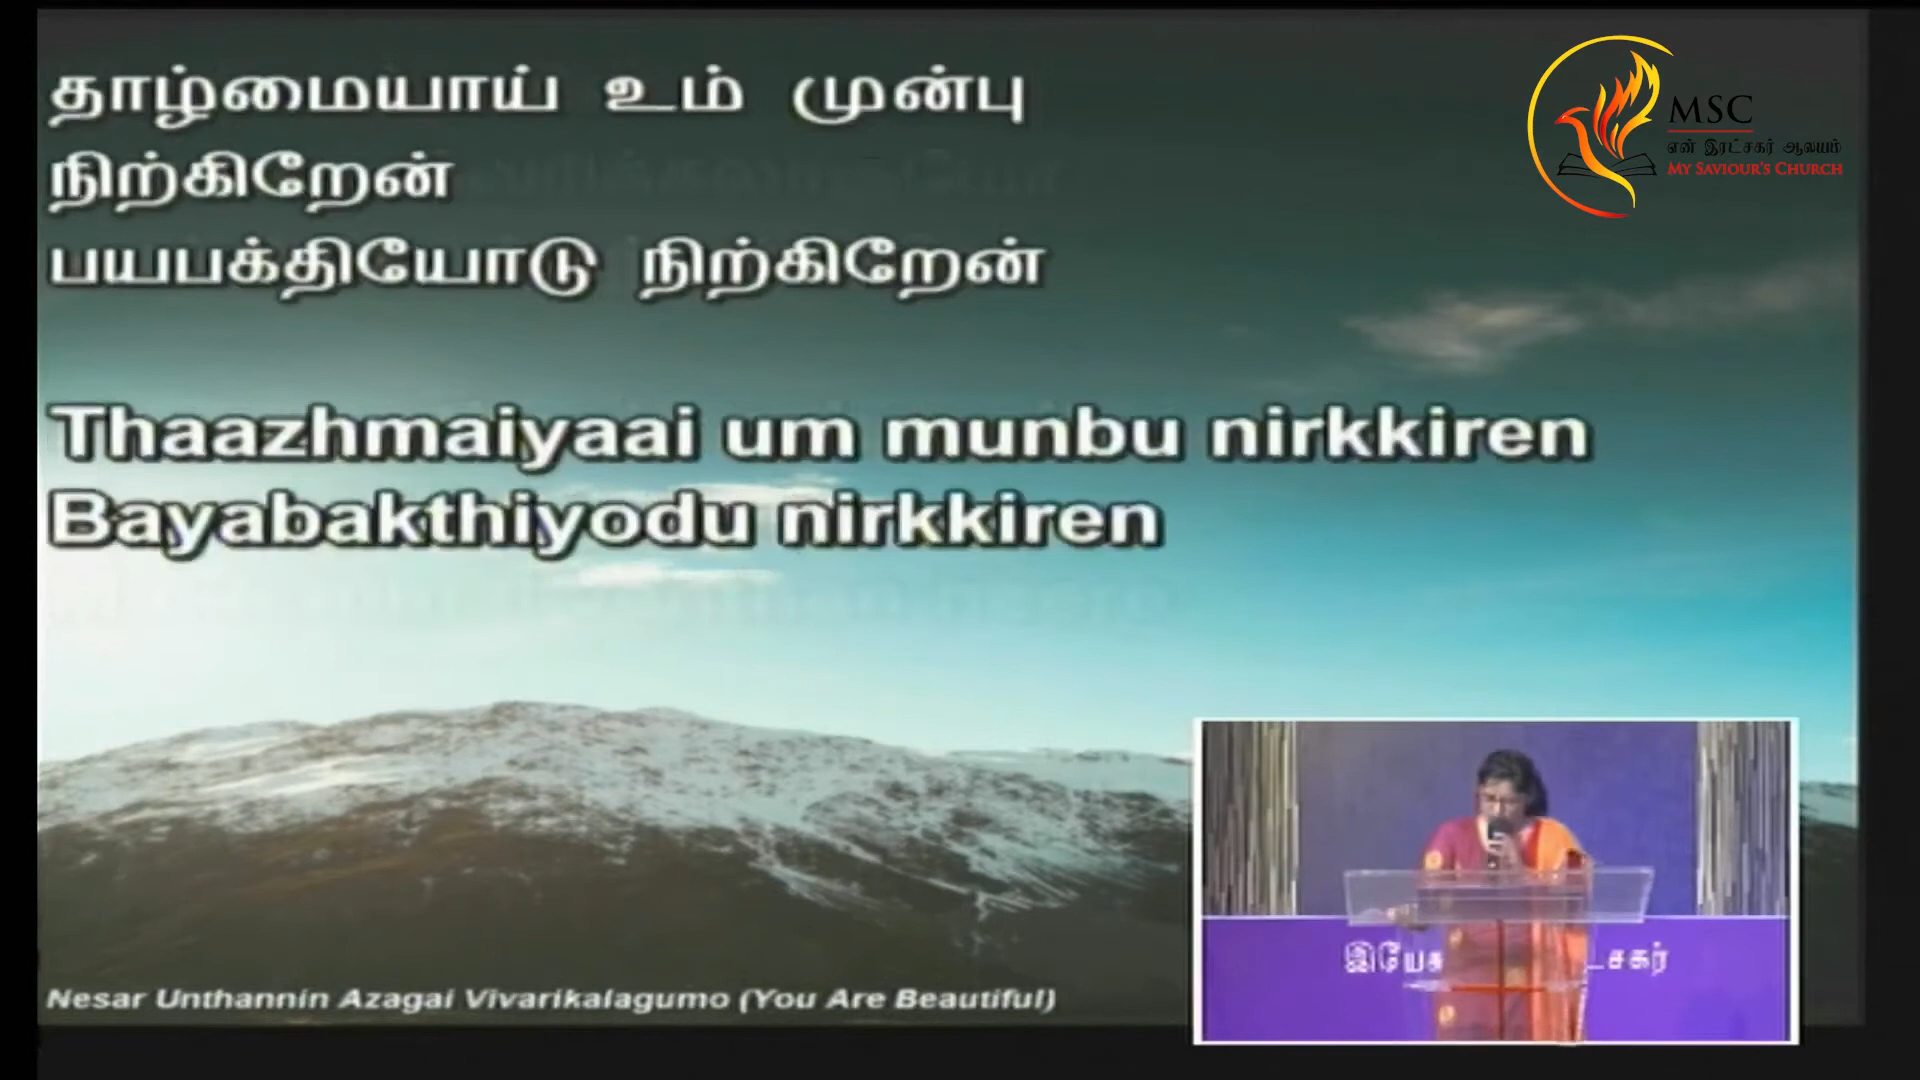 தாழ்மையாய் உம் முன்பு
நிற்கிறேன்
பயபக்தியோடு நிற்கிறேன்
Thaazhmaiyaai um munbu nirkkiren
Bayabakthiyodu nirkkiren
Nesar Unthannin Azagai Vivarikalagumo (You Are Beautiful)
MSC
என் இரட்சகர் ஆலயம்
MY SAVIOUR'S CHURCH